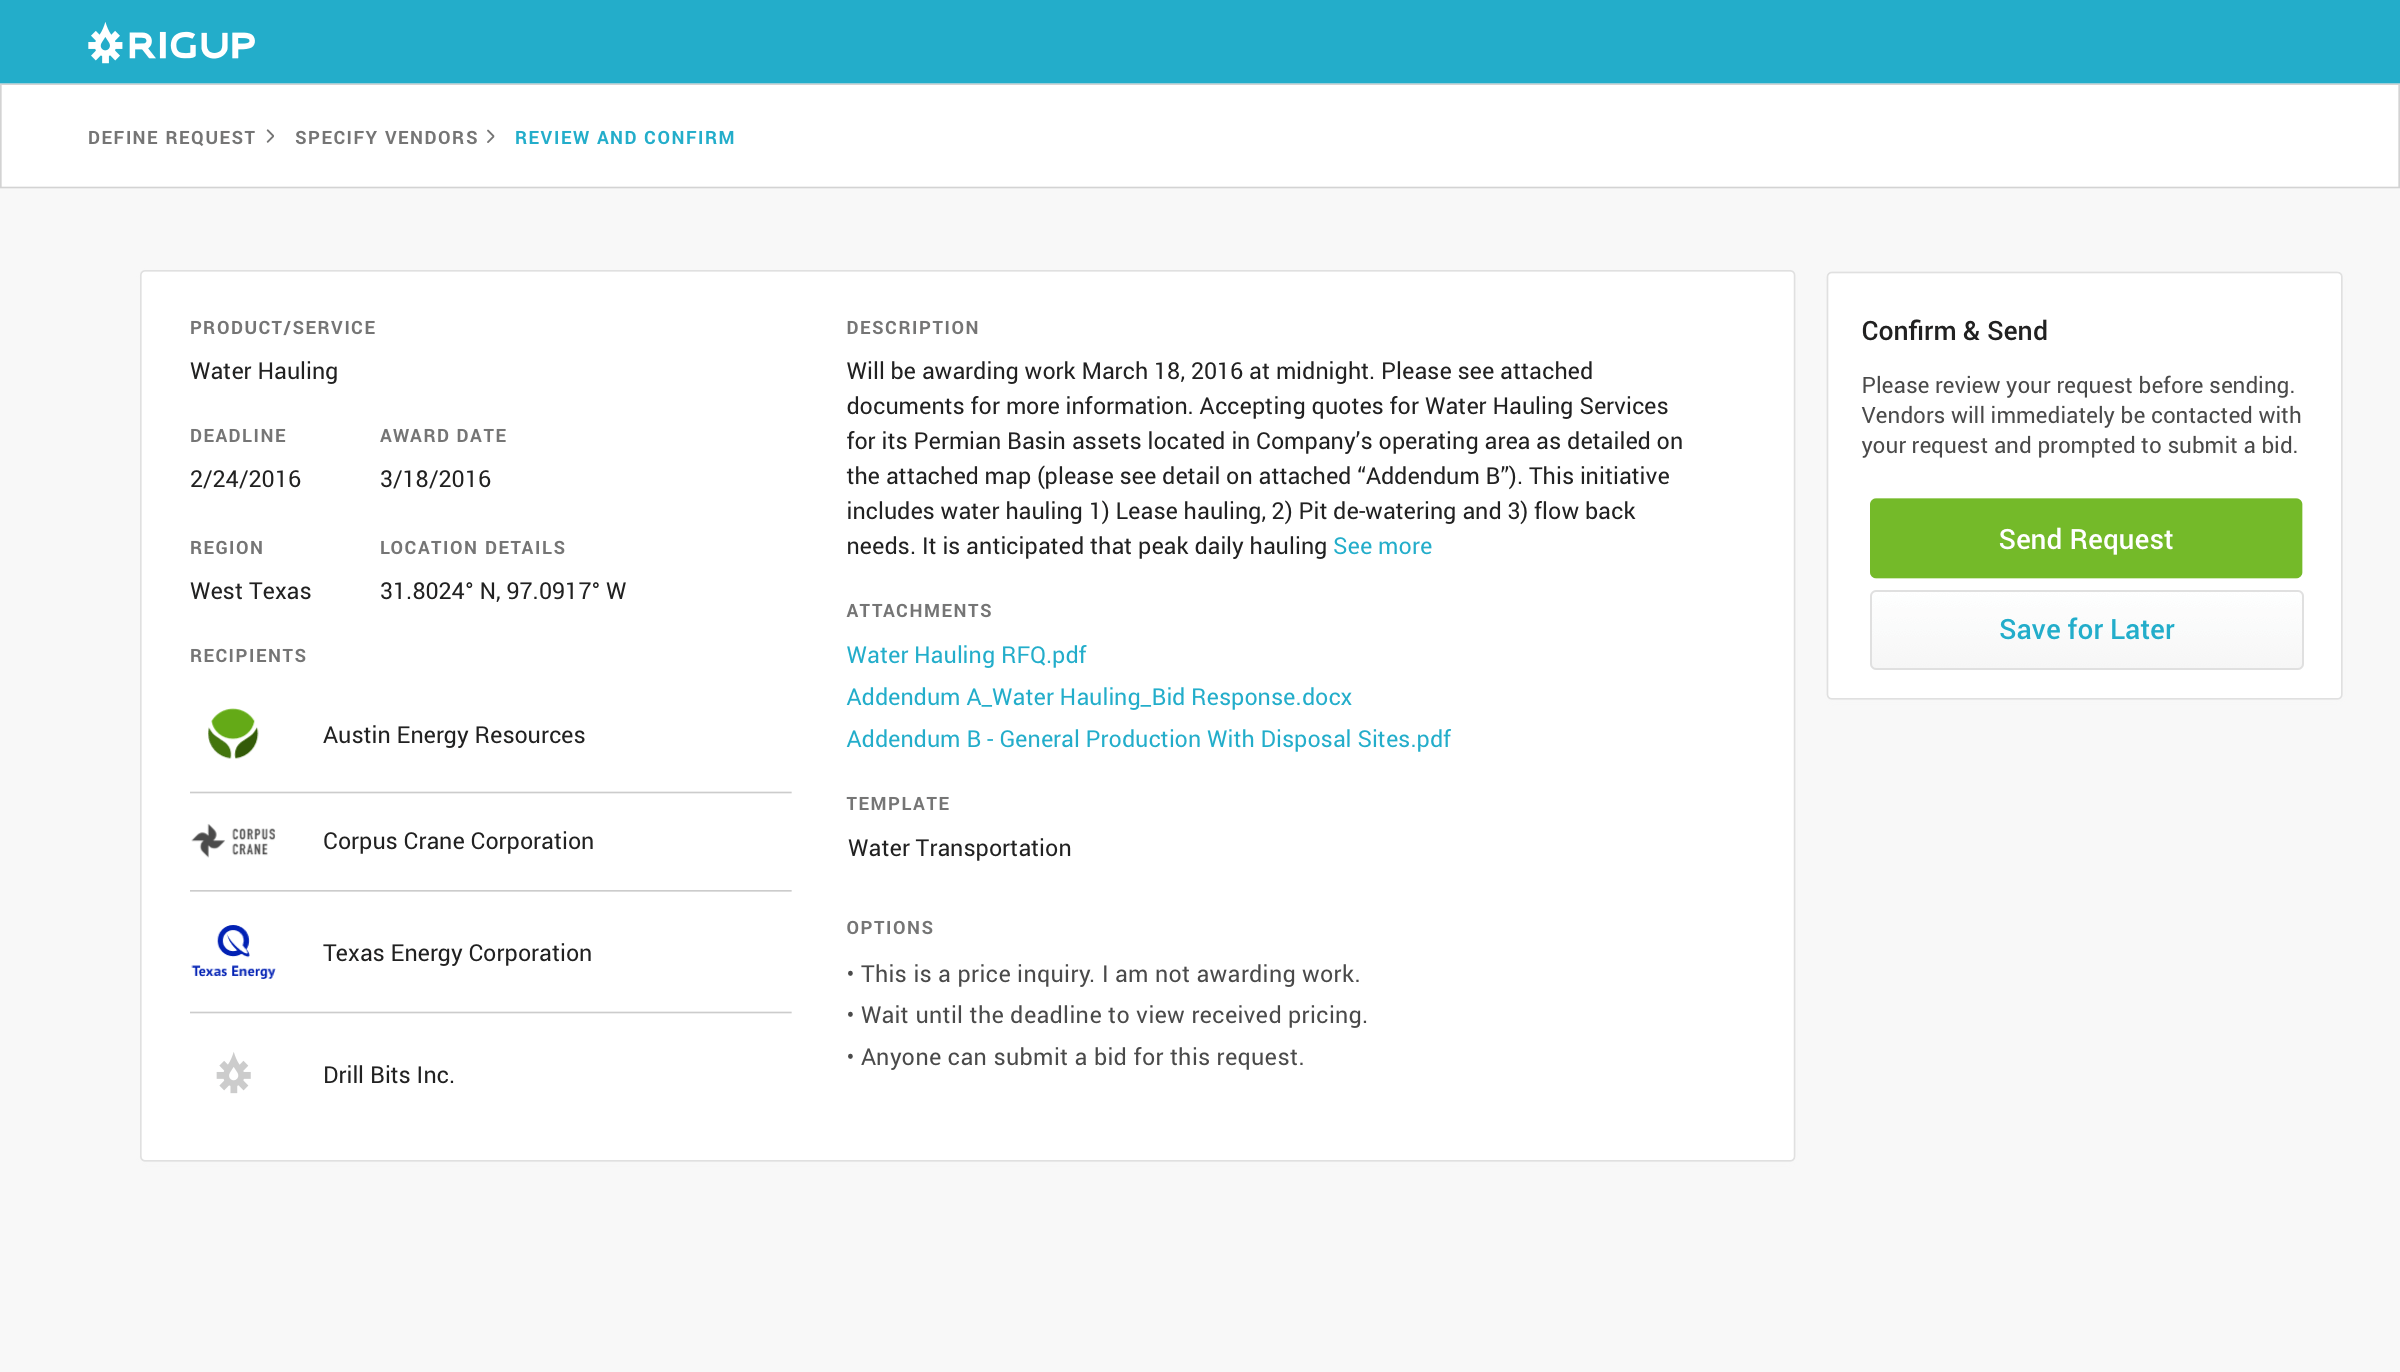 RIGUP
DEFINE REQUEST > SPECIFY VENDORS > REVIEW AND CONFIRM
PRODUCT/SERVICE
Water Hauling
DEADLINE AWARD DATE
2/24/2016 3/18/2016
REGION LOCATION DETAILS
West Texas 31.8024° N, 97.0917° W
RECIPIENTS
Austin Energy Resources
CORPUS
CRANE
Corpus Crane Corporation
Texas Energy
Texas Energy Corporation
Drill Bits Inc.
DESCRIPTION
Will be awarding work March 18, 2016 at midnight. Please see attached
documents for more information. Accepting quotes for Water Hauling Services
for its Permian Basin assets located in Company’s operating area as detailed on
the attached map (please see detail on attached “Addendum B”). This initiative
includes water hauling 1) Lease hauling, 2) Pit de-watering and 3) flow back
needs. It is anticipated that peak daily hauling See more
ATTACHMENTS
Water Hauling RFQ.pdf
Addendum A_Water Hauling_Bid Response.docx
Addendum B - General Production With Disposal Sites.pdf
TEMPLATE
Water Transportation
OPTIONS
• This is a price inquiry. I am not awarding work.
• Wait until the deadline to view received pricing.
• Anyone can submit a bid for this request.
Confirm & Send
Please review your request before sending.
Vendors will immediately be contacted with
your request and prompted to submit a bid.
Send Request
Save for Later